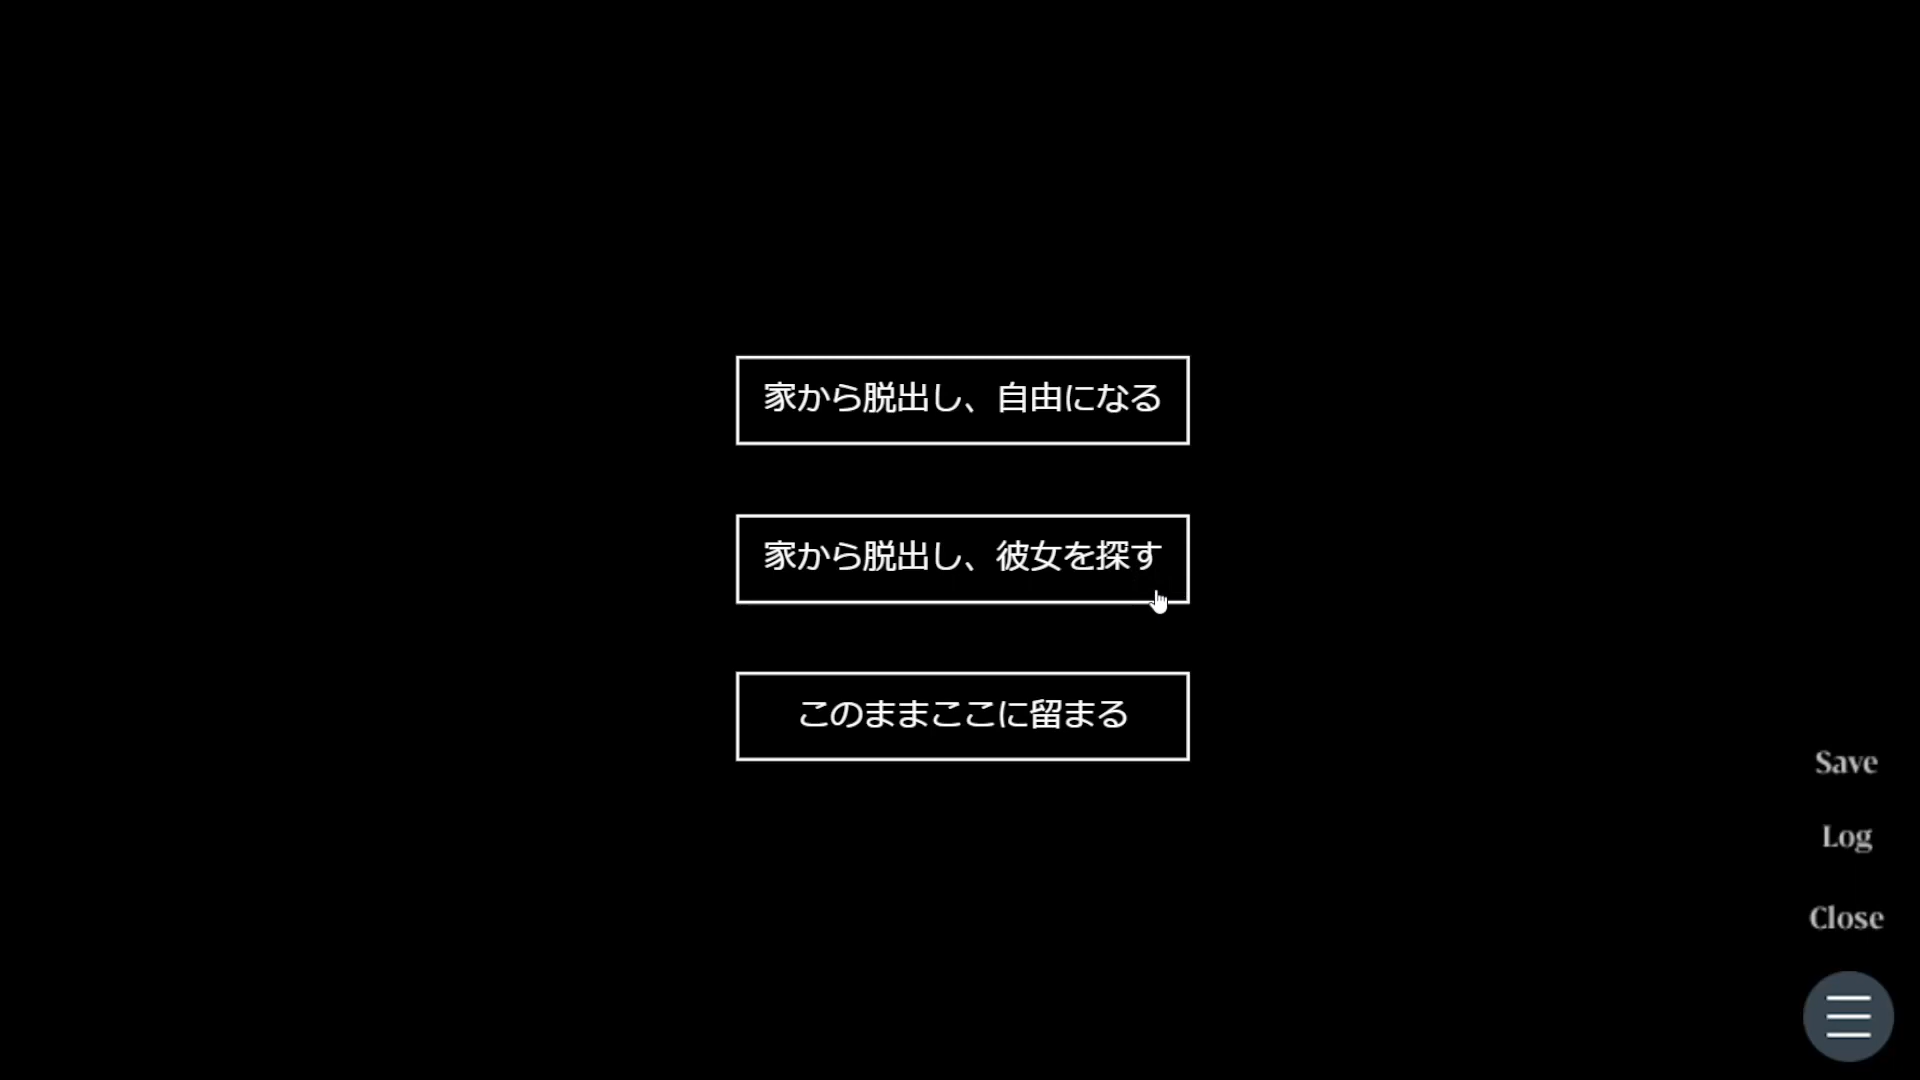 家から脱出し、自由になる
家から脱出し、彼女を探す
このままここに留まる
Save
Log
Close